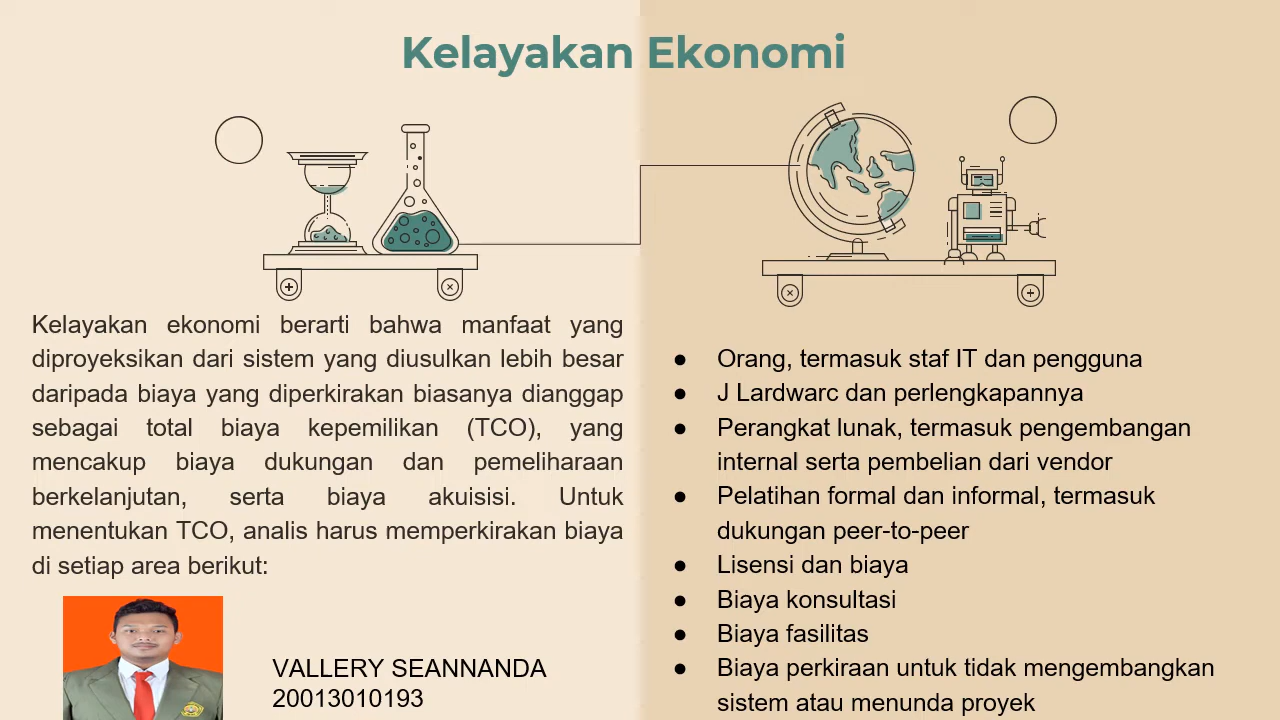 Kelayakan Ekonomi
Kelayakan ekonomi berarti bahwa manfaat yang
diproyeksikan dari sistem yang diusulkan lebih besar
daripada biaya yang diperkirakan biasanya dianggap
sebagai total biaya kepemilikan (TCO), yang
mencakup biaya dukungan dan pemeliharaan
berkelanjutan, serta biaya akuisisi. Untuk
menentukan TCO, analis harus memperkirakan biaya
di setiap area berikut:
VALLERY SEANNANDA
20013010193
● Orang, termasuk staf IT dan pengguna
● J Lardwarc dan perlengkapannya
● Perangkat lunak, termasuk pengembangan
internal serta pembelian dari vendor
● Pelatihan formal dan informal, termasuk
dukungan peer-to-peer
● Lisensi dan biaya
● Biaya konsultasi
● Biaya fasilitas
● Biaya perkiraan untuk tidak mengembangkan
sistem atau menunda proyek